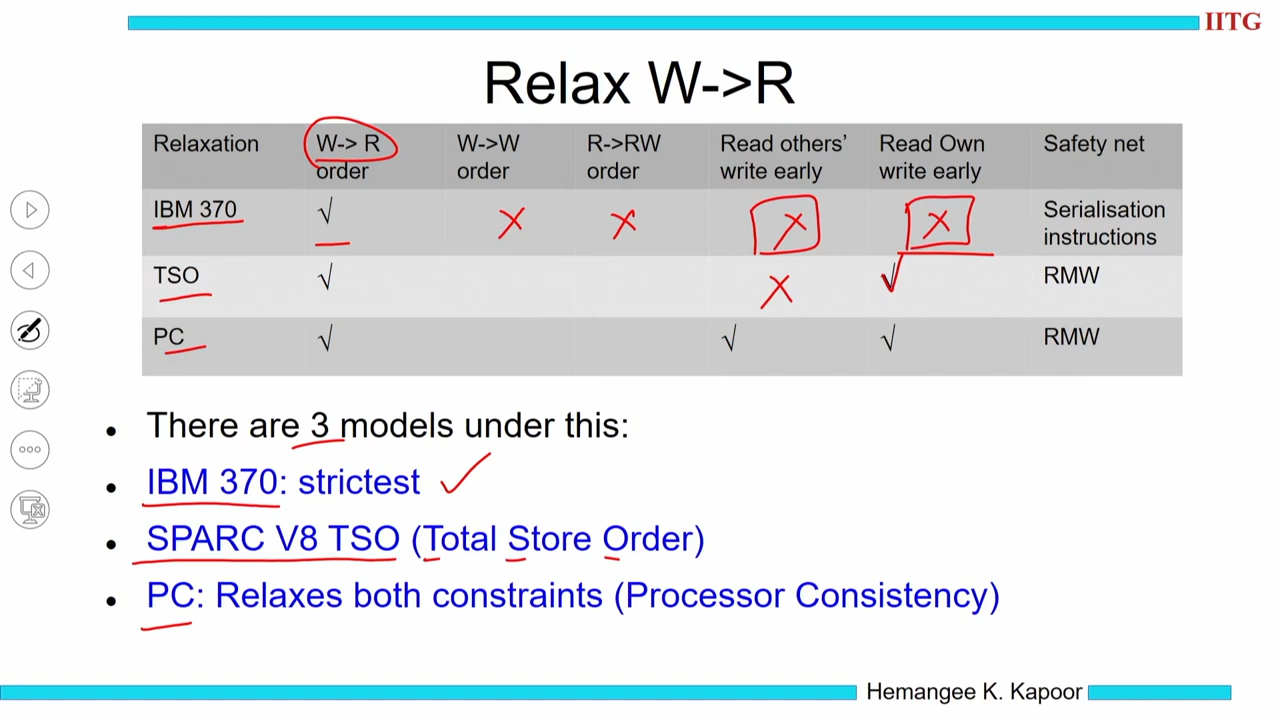 IITG
Relax W->R
Relaxation W-> R order W->W order R->RW order Read others' write early Read Own write early Safety net
IBM 370 √ X X X X Serialisation instructions
TSO √ X √ RMW
PC √ √ √ RMW
• There are 3 models under this:
• IBM 370: strictest ✓
• SPARC V8 TSO (Total Store Order)
• PC: Relaxes both constraints (Processor Consistency)
Hemangee K. Kapoor